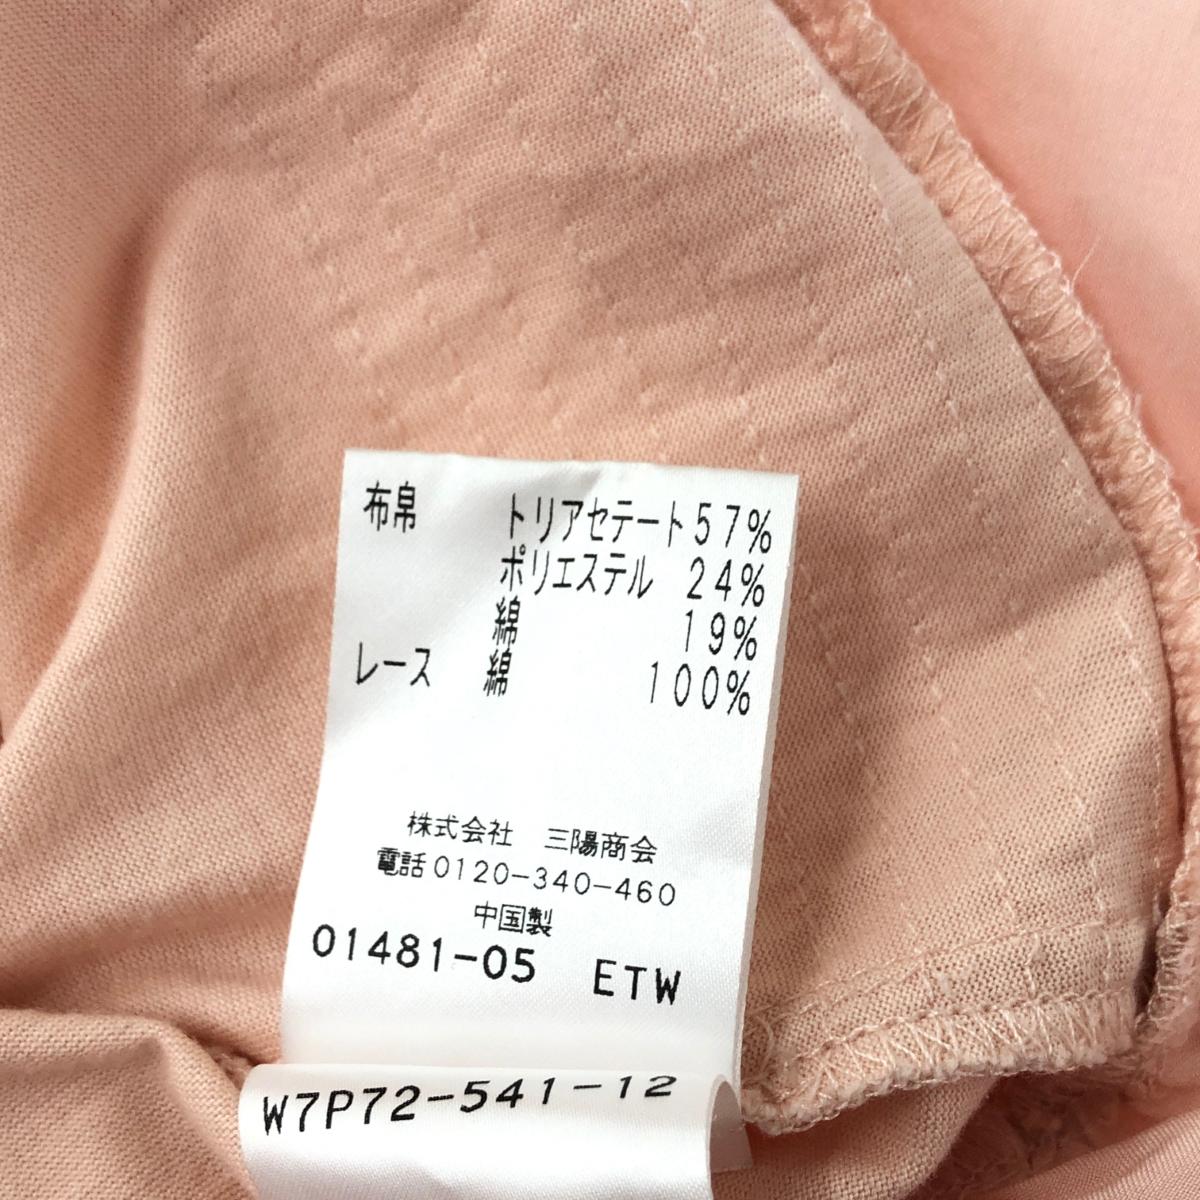 布帛 トリアセテート57%
ポリエステル 24%
綿 19%
レース 綿 100%
株式会社 三陽商会
電話0120-340-460
中国製
01481-05 ETW
W7P72-541-12